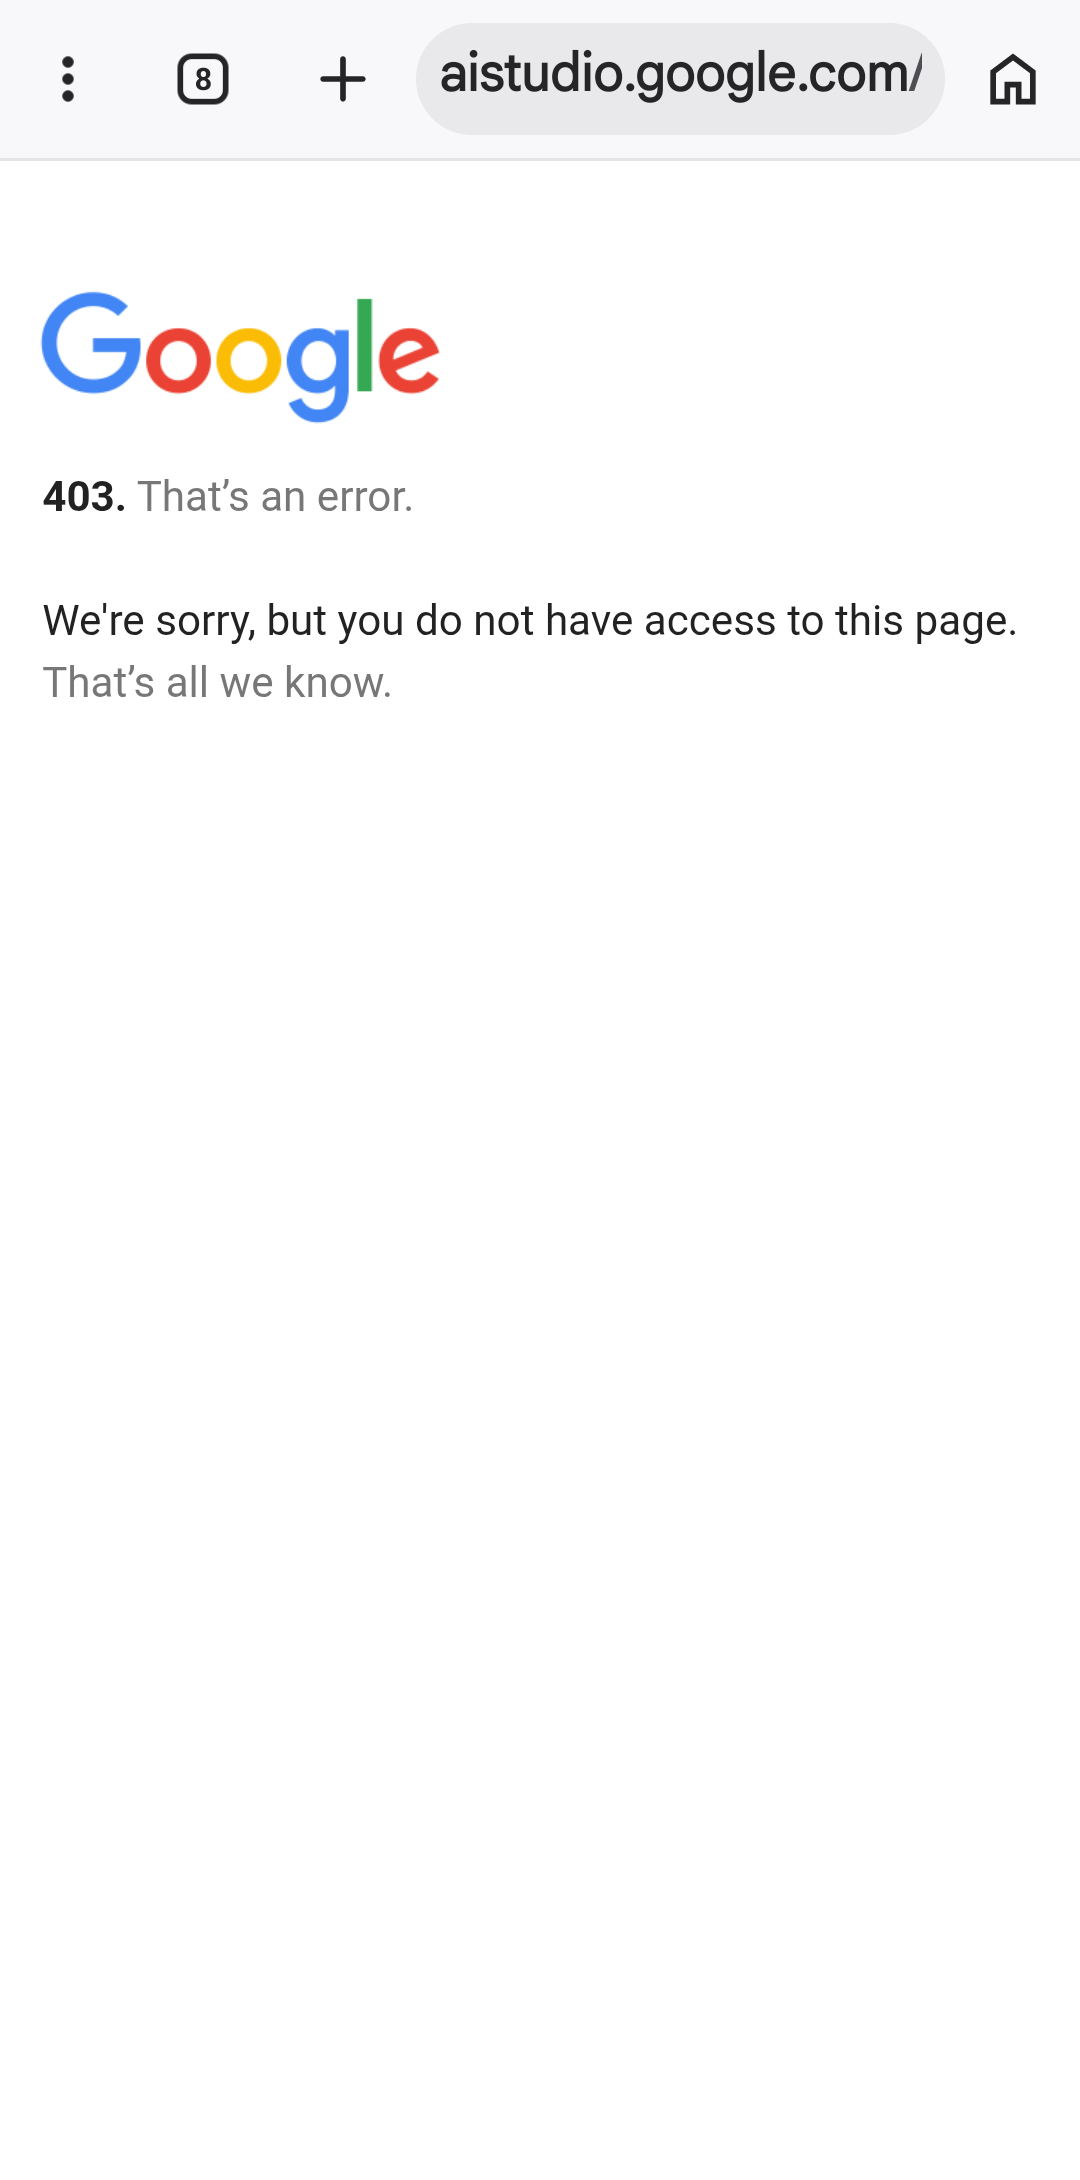 8
aistudio.google.com/
Google
403. That’s an error.
We're sorry, but you do not have access to this page.
That’s all we know.